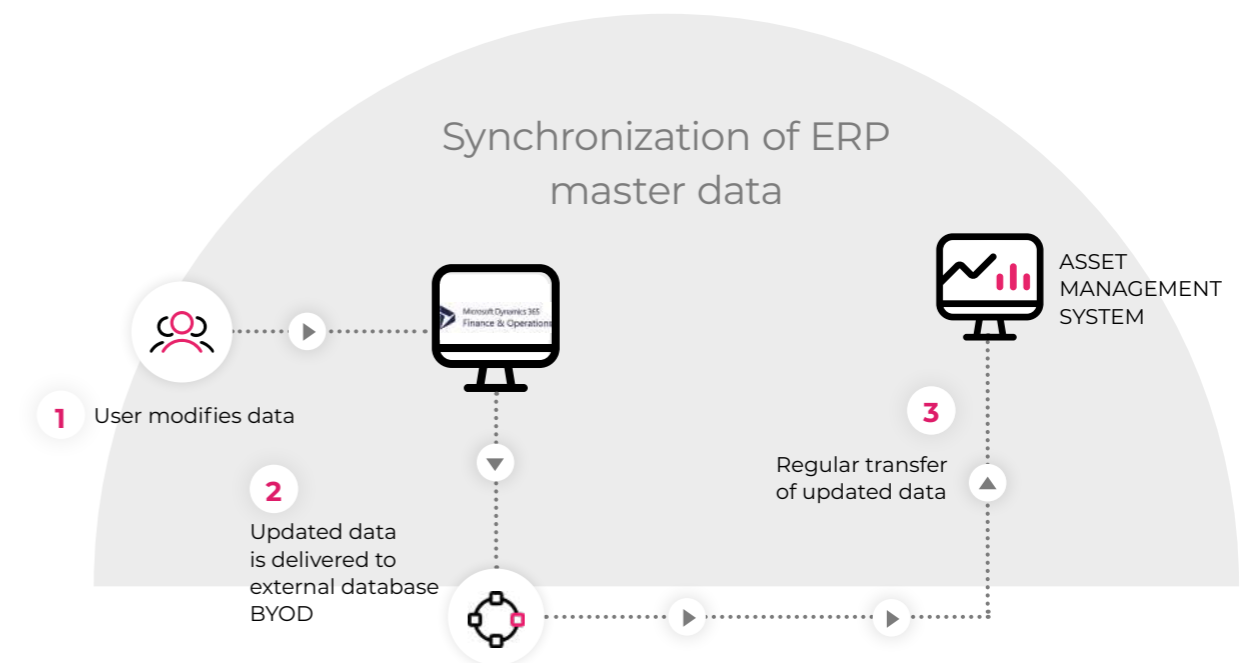 Synchronization of ERP
master data
ASSET
MANAGEMENT
SYSTEM
Microsoft Dynamics 365
Finance & Operations
1
User modifies data
3
Regular transfer
of updated data
2
Updated data
is delivered to
external database
BYOD